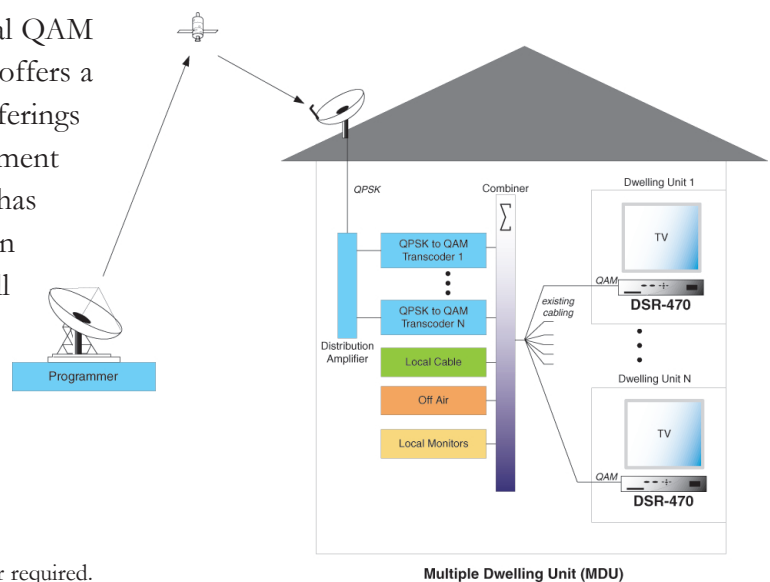 al QAM
offers a
ferings
ment
has
n
ll
r required.
Programmer
QPSK
Distribution
Amplifier
QPSK to QAM
Transcoder 1
QPSK to QAM
Transcoder N
Local Cable
Off Air
Local Monitors
Combiner
∑
existing
cabling
Dwelling Unit 1
TV
QAM
DSR-470
Dwelling Unit N
TV
QAM
DSR-470
Multiple Dwelling Unit (MDU)